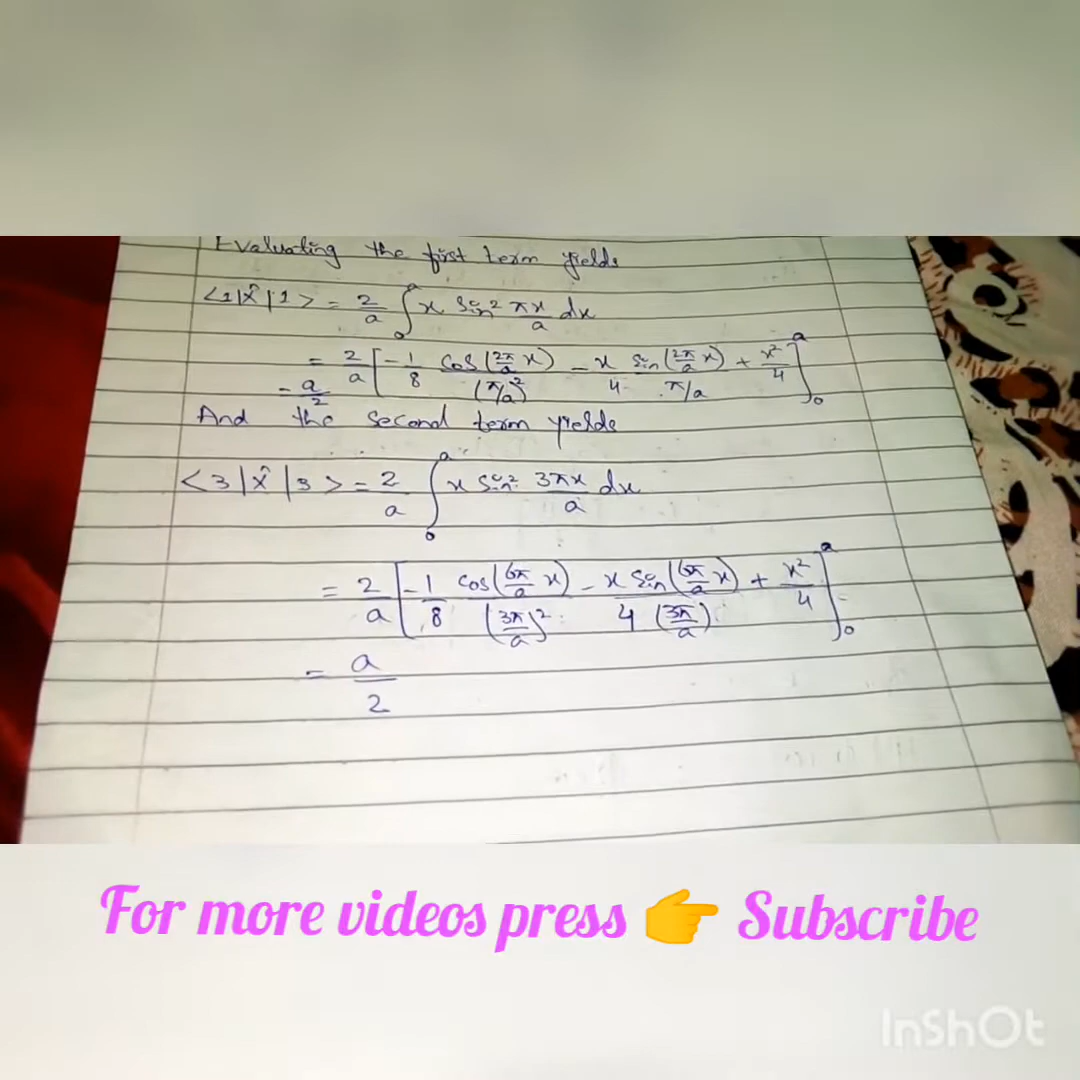 Evaluating the first term yields
<1|x̂|1> = 2/a ∫₀ᵃ x sin² πx/a dx
= 2/a [-1/8 cos(2π/a x)/(π/a)² - x/4 sin(2π/a x)/π/a + x²/4]₀ᵃ
= a/2
And the second term yields
<3|x̂|3> = 2/a ∫₀ᵃ x sin² 3πx/a dx
= 2/a [-1/8 cos(6π/a x)/(3π/a)² - x sin(6π/a x)/4 (3π/a) + x²/4]₀ᵃ
= a/2
For more videos press 👉 Subscribe
InShOt